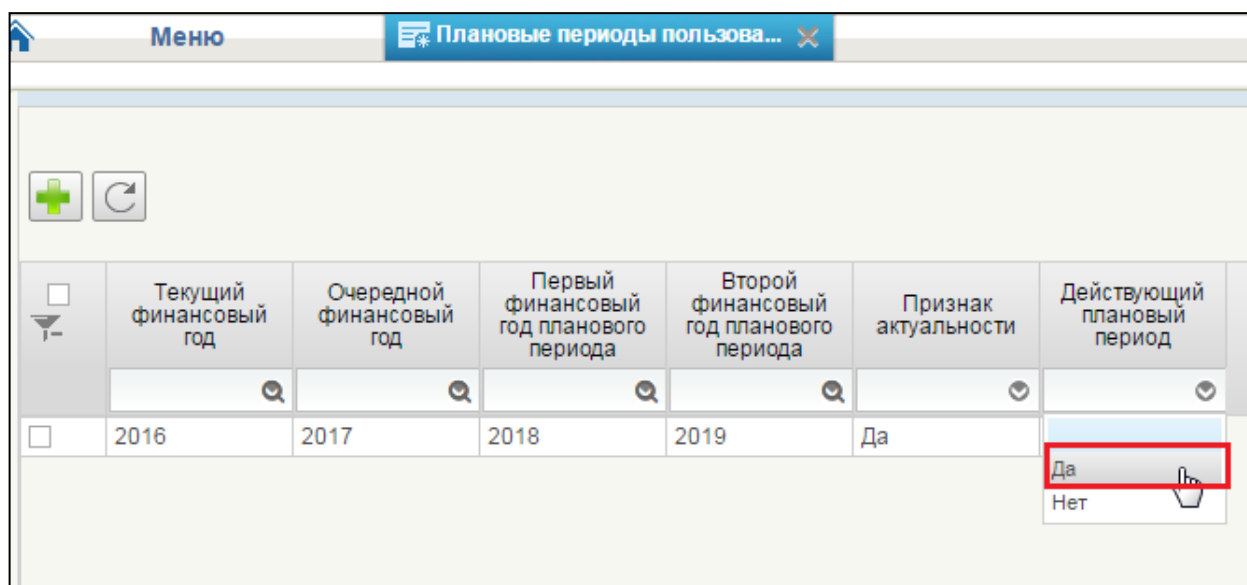 Меню
Плановые периоды пользова...
Текущий
финансовый
год
Очередной
финансовый
год
Первый
финансовый
год планового
периода
Второй
финансовый
год планового
периода
Признак
актуальности
Действующий
плановый
период
2016 2017 2018 2019 Да
Да
Нет